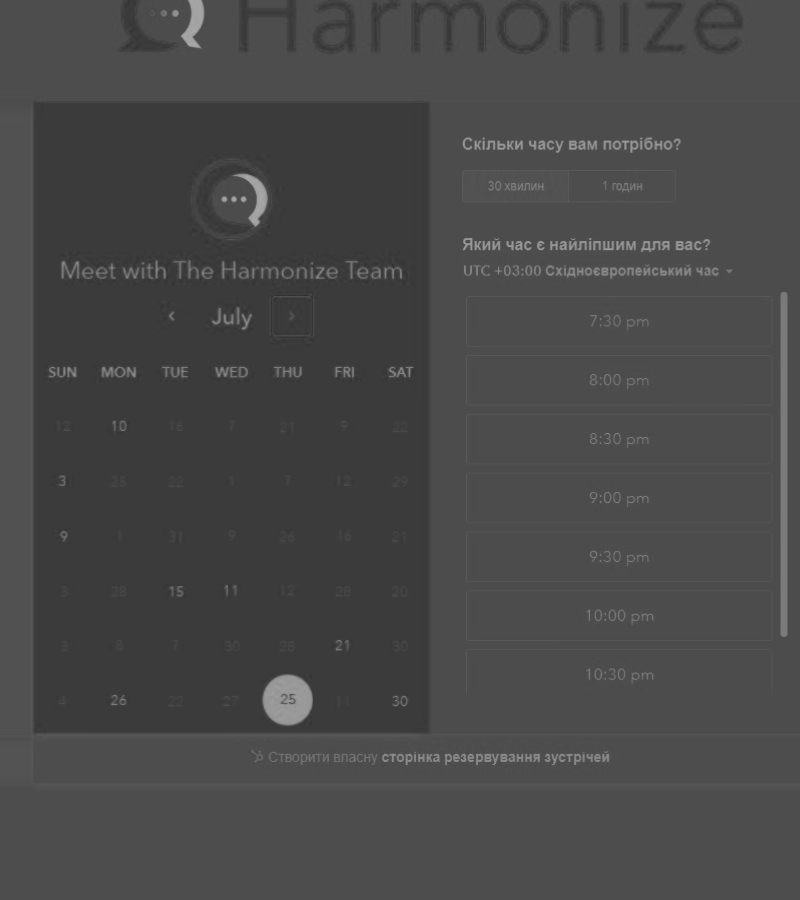 Harmonize
Meet with The Harmonize Team
July
SUN MON TUE WED THU FRI SAT
12 10 16 7 21 9 22
3 25 22 1 7 12 29
9 1 31 9 26 16 21
3 28 15 11 12 28 20
3 8 7 30 28 21 30
4 26 22 27 25 11 30
Скільки часу вам потрібно?
30 хвилин 1 годин
Який час є найліпшим для вас?
UTC +03:00 Східноєвропейський час
7:30 pm
8:00 pm
8:30 pm
9:00 pm
9:30 pm
10:00 pm
10:30 pm
Створити власну сторінка резервування зустрічей